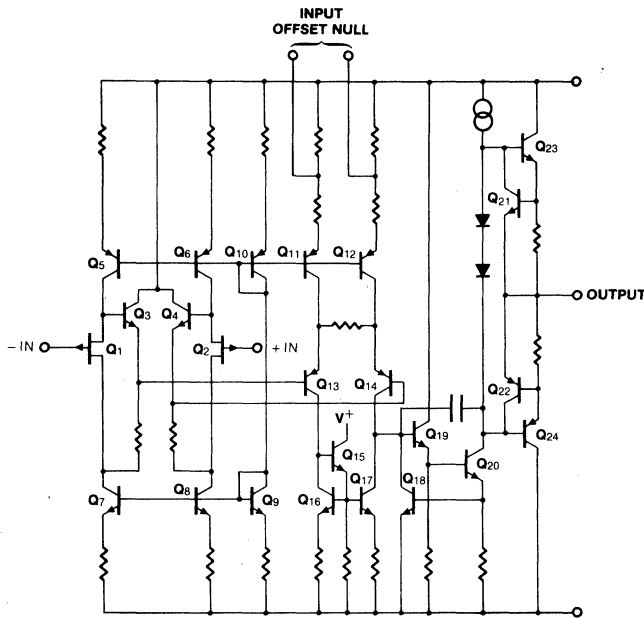 INPUT
OFFSET NULL
Q23
Q21
Q5
Q6
Q10
Q11
Q12
OUTPUT
Q3
Q4
− IN
Q1
Q2
+ IN
Q13
Q14
Q22
V+
Q19
Q24
Q15
Q20
Q7
Q8
Q9
Q16
Q17
Q18